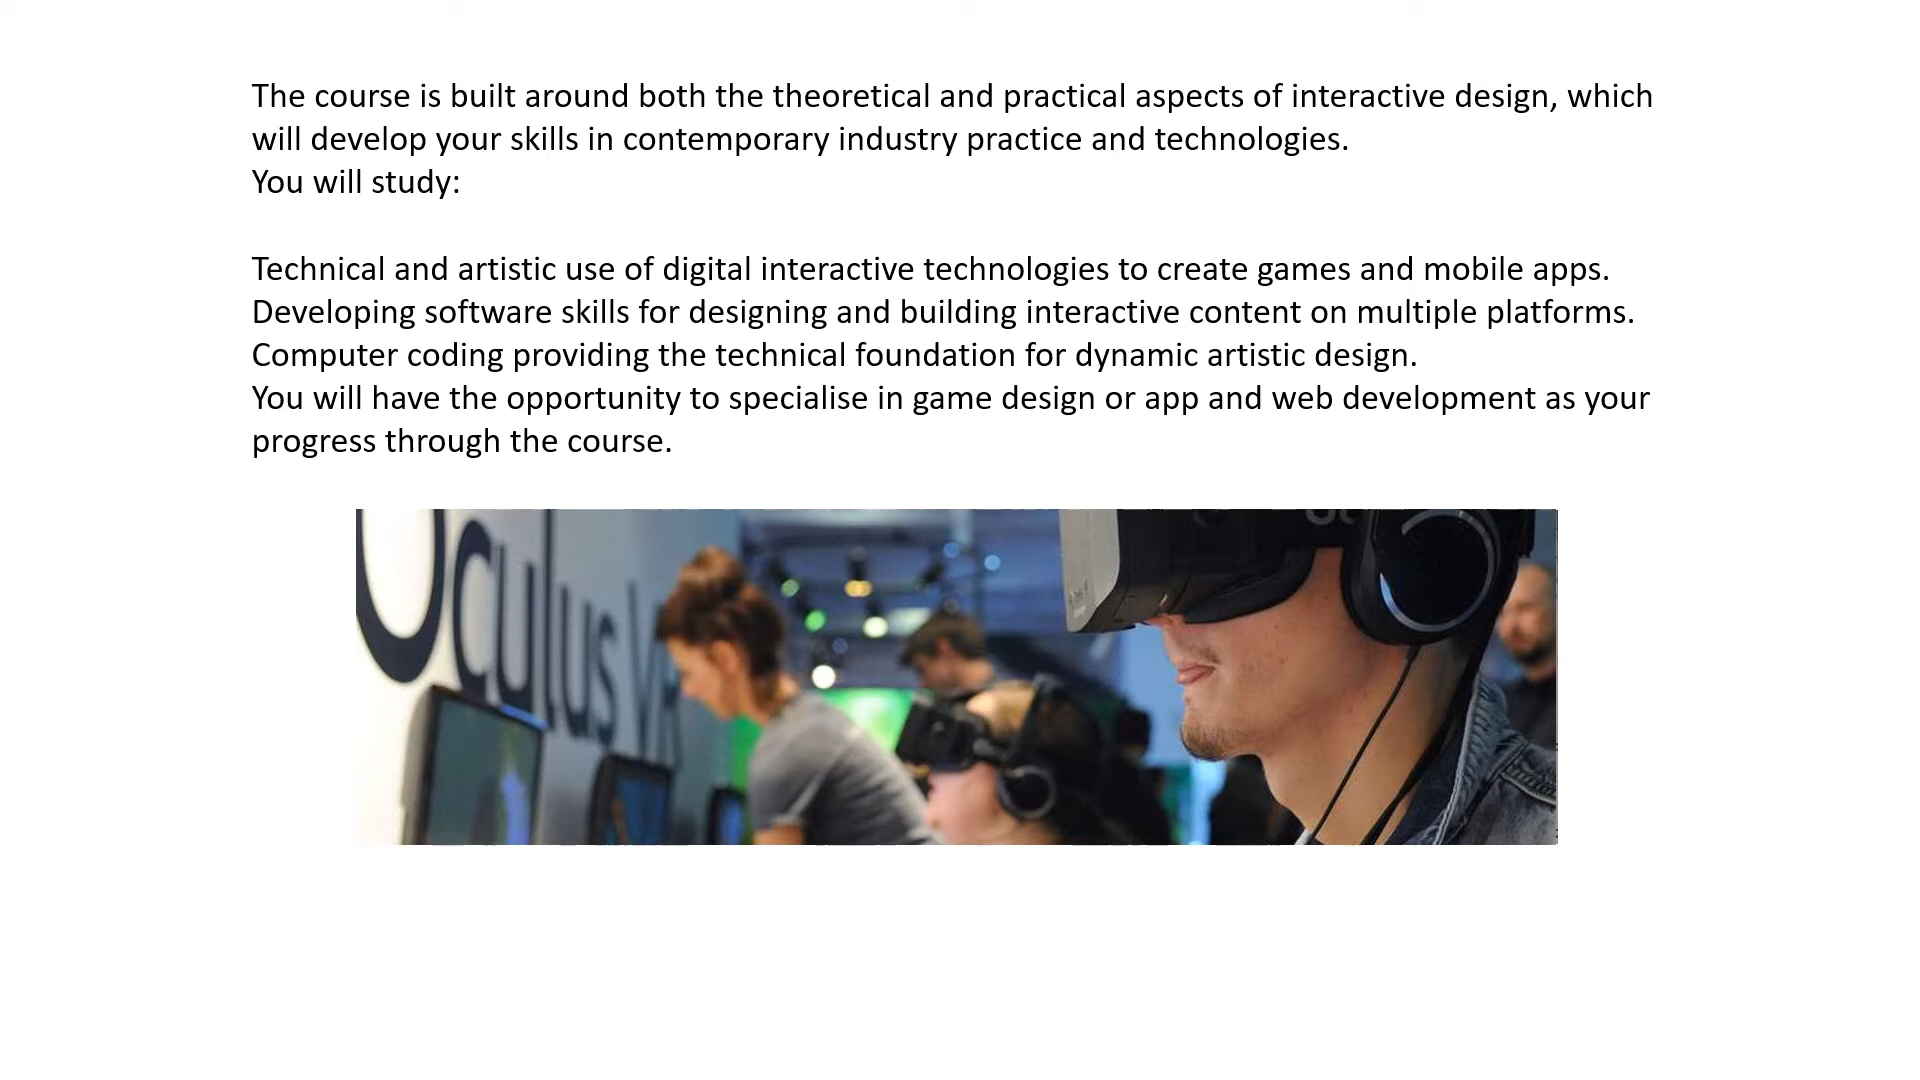 The course is built around both the theoretical and practical aspects of interactive design, which
will develop your skills in contemporary industry practice and technologies.
You will study:
Technical and artistic use of digital interactive technologies to create games and mobile apps.
Developing software skills for designing and building interactive content on multiple platforms.
Computer coding providing the technical foundation for dynamic artistic design.
You will have the opportunity to specialise in game design or app and web development as your
progress through the course.
Oculus VR